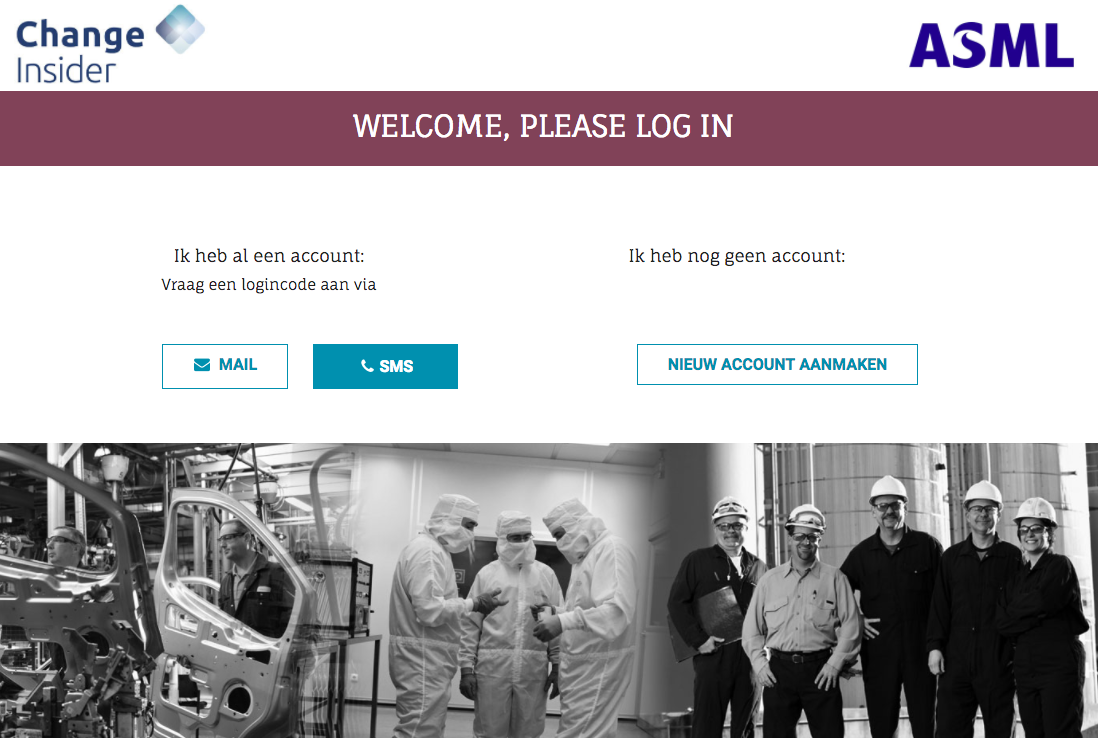 Change
Insider
ASML
WELCOME, PLEASE LOG IN
Ik heb al een account:
Vraag een logincode aan via
MAIL
SMS
Ik heb nog geen account:
NIEUW ACCOUNT AANMAKEN